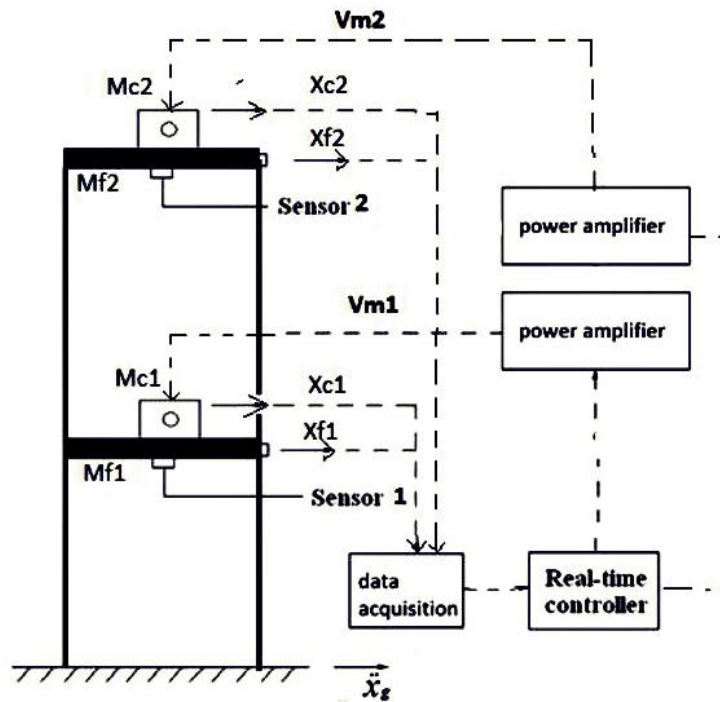 Vm2
Mc2
Xc2
Xf2
Mf2
Sensor 2
power amplifier
Vm1
power amplifier
Mc1
Xc1
Xf1
Mf1
Sensor 1
data
acquisition
Real-time
controller
ẍg